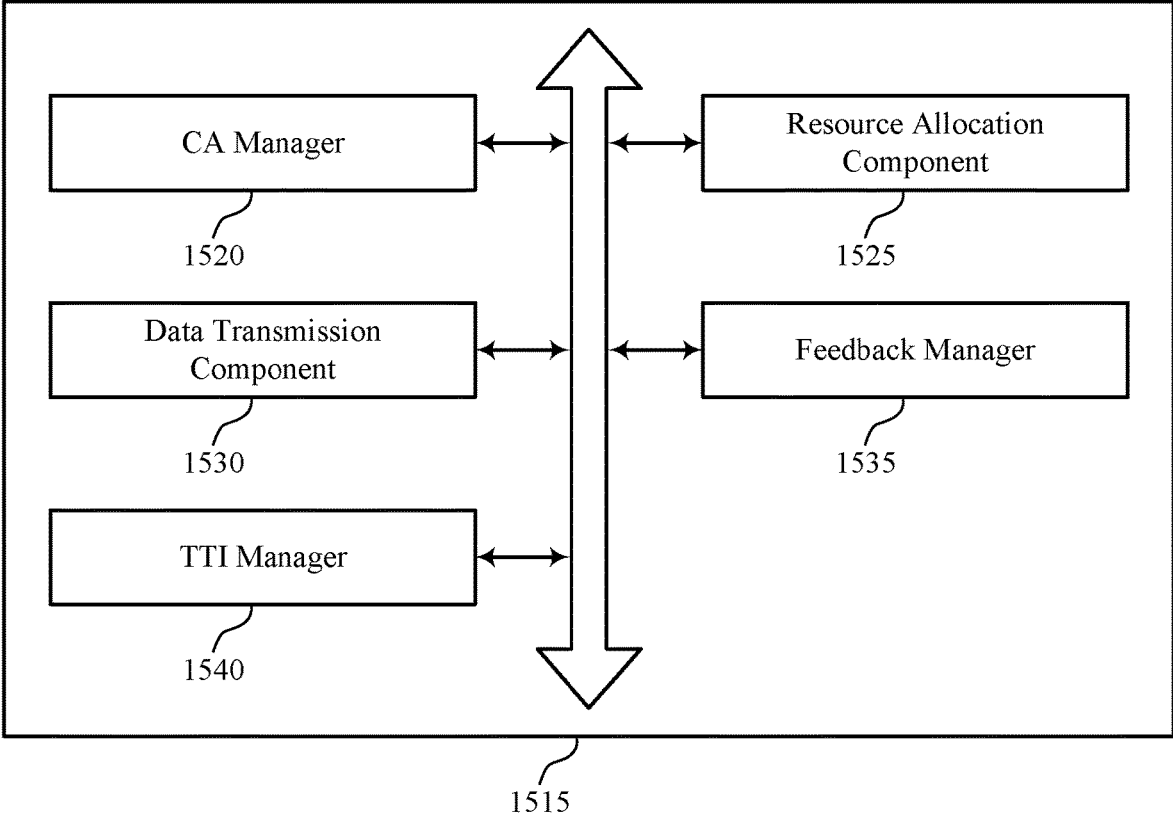 CA Manager
1520
Resource Allocation
Component
1525
Data Transmission
Component
1530
Feedback Manager
1535
TTI Manager
1540
1515